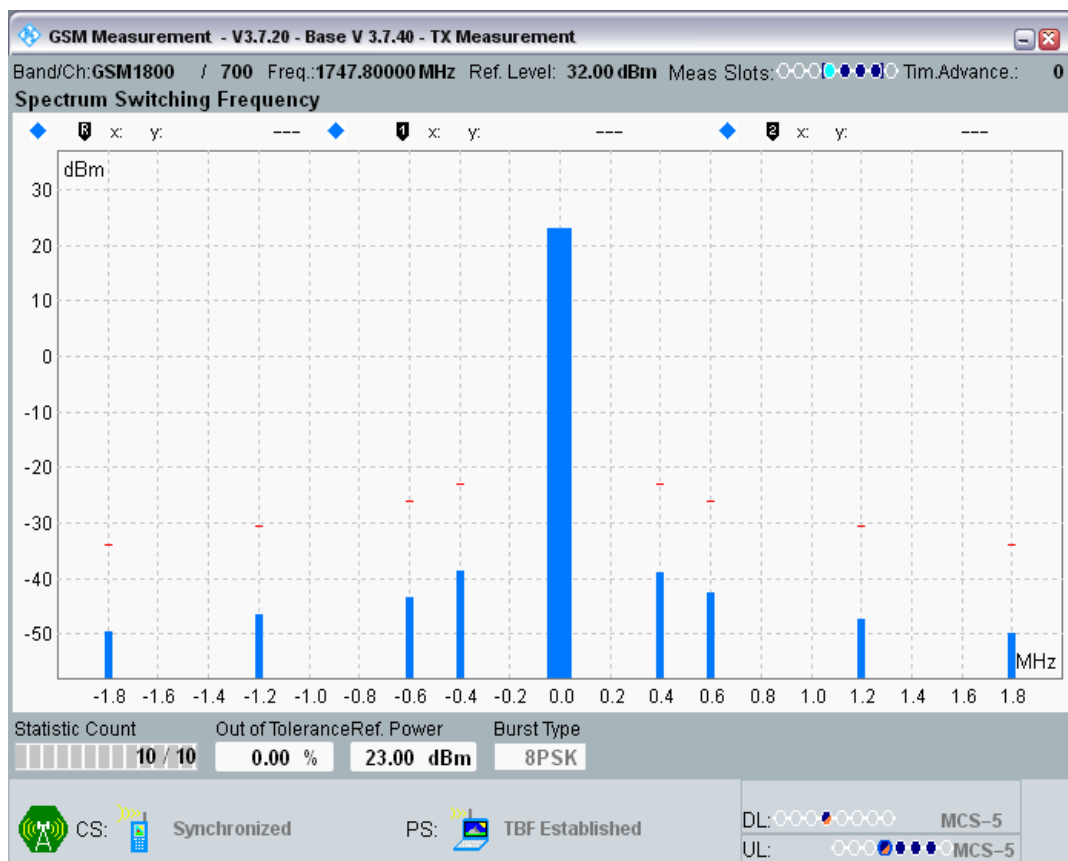 GSM Measurement - V3.7.20 - Base V 3.7.40 - TX Measurement
Band/Ch:GSM1800 / 700 Freq.:1747.80000 MHz Ref. Level: 32.00 dBm Meas Slots: Tim.Advance.: 0
Spectrum Switching Frequency
R x: y: --- 1 x: y: --- 2 x: y: ---
dBm
30
20
10
0
-10
-20
-30
-40
-50
MHz
-1.8 -1.6 -1.4 -1.2 -1.0 -0.8 -0.6 -0.4 -0.2 0.0 0.2 0.4 0.6 0.8 1.0 1.2 1.4 1.6 1.8
Statistic Count Out of Tolerance Ref. Power Burst Type
10 / 10 0.00 % 23.00 dBm 8PSK
CS: Synchronized PS: TBF Established
DL: MCS-5
UL: MCS-5